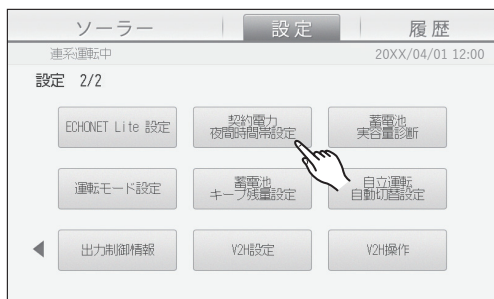 ソーラー 設定 履歴
連系運転中 20XX/04/01 12:00
設定 2/2
ECHONET Lite 設定
契約電力
夜間時間帯設定
蓄電池
実容量診断
運転モード設定
蓄電池
キープ残量設定
自立運転
自動切替設定
出力制御情報
V2H設定
V2H操作